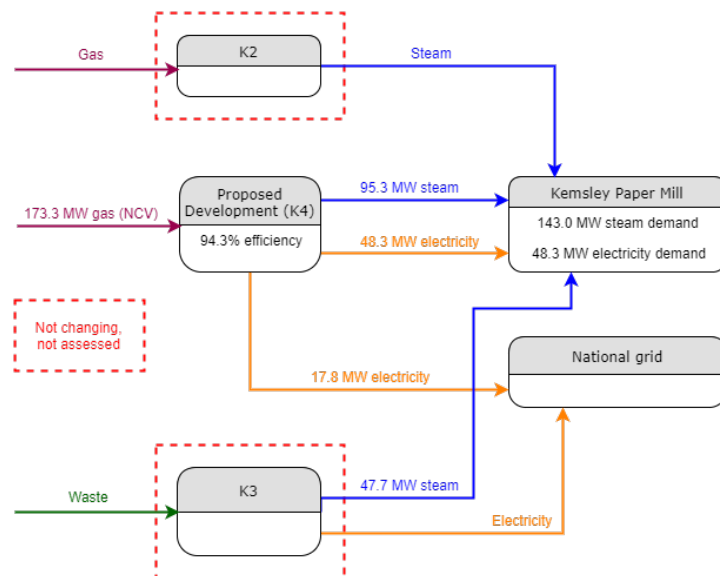 Gas
K2
Steam
173.3 MW gas (NCV)
Proposed
Development (K4)
94.3% efficiency
95.3 MW steam
48.3 MW electricity
Kemsley Paper Mill
143.0 MW steam demand
48.3 MW electricity demand
Not changing,
not assessed
17.8 MW electricity
National grid
Waste
K3
47.7 MW steam
Electricity